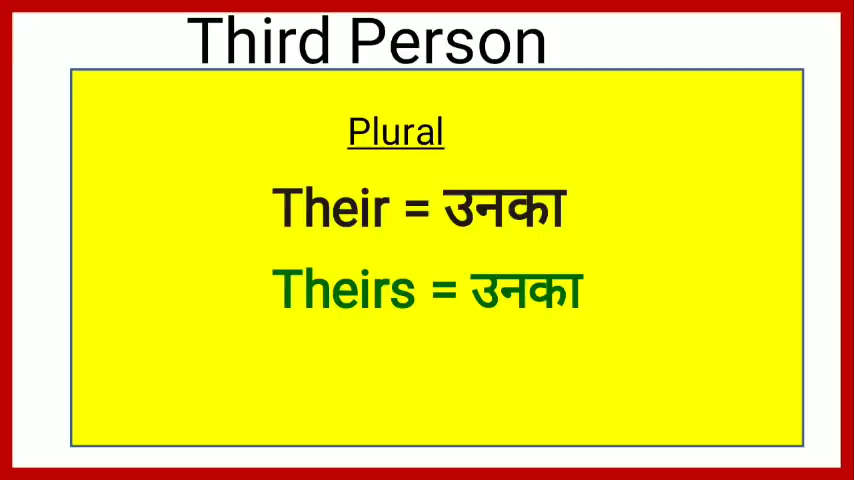 Third Person
Plural
Their = उनका
Theirs = उनका